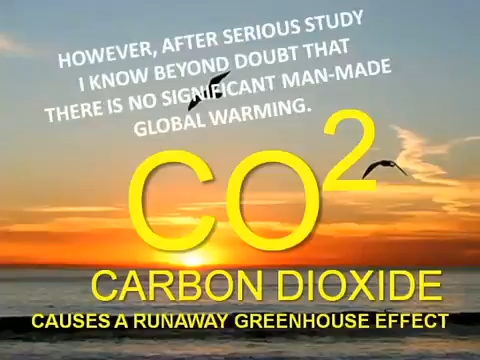 HOWEVER, AFTER SERIOUS STUDY
I KNOW BEYOND DOUBT THAT
THERE IS NO SIGNIFICANT MAN-MADE
GLOBAL WARMING.
CO²
CARBON DIOXIDE
CAUSES A RUNAWAY GREENHOUSE EFFECT